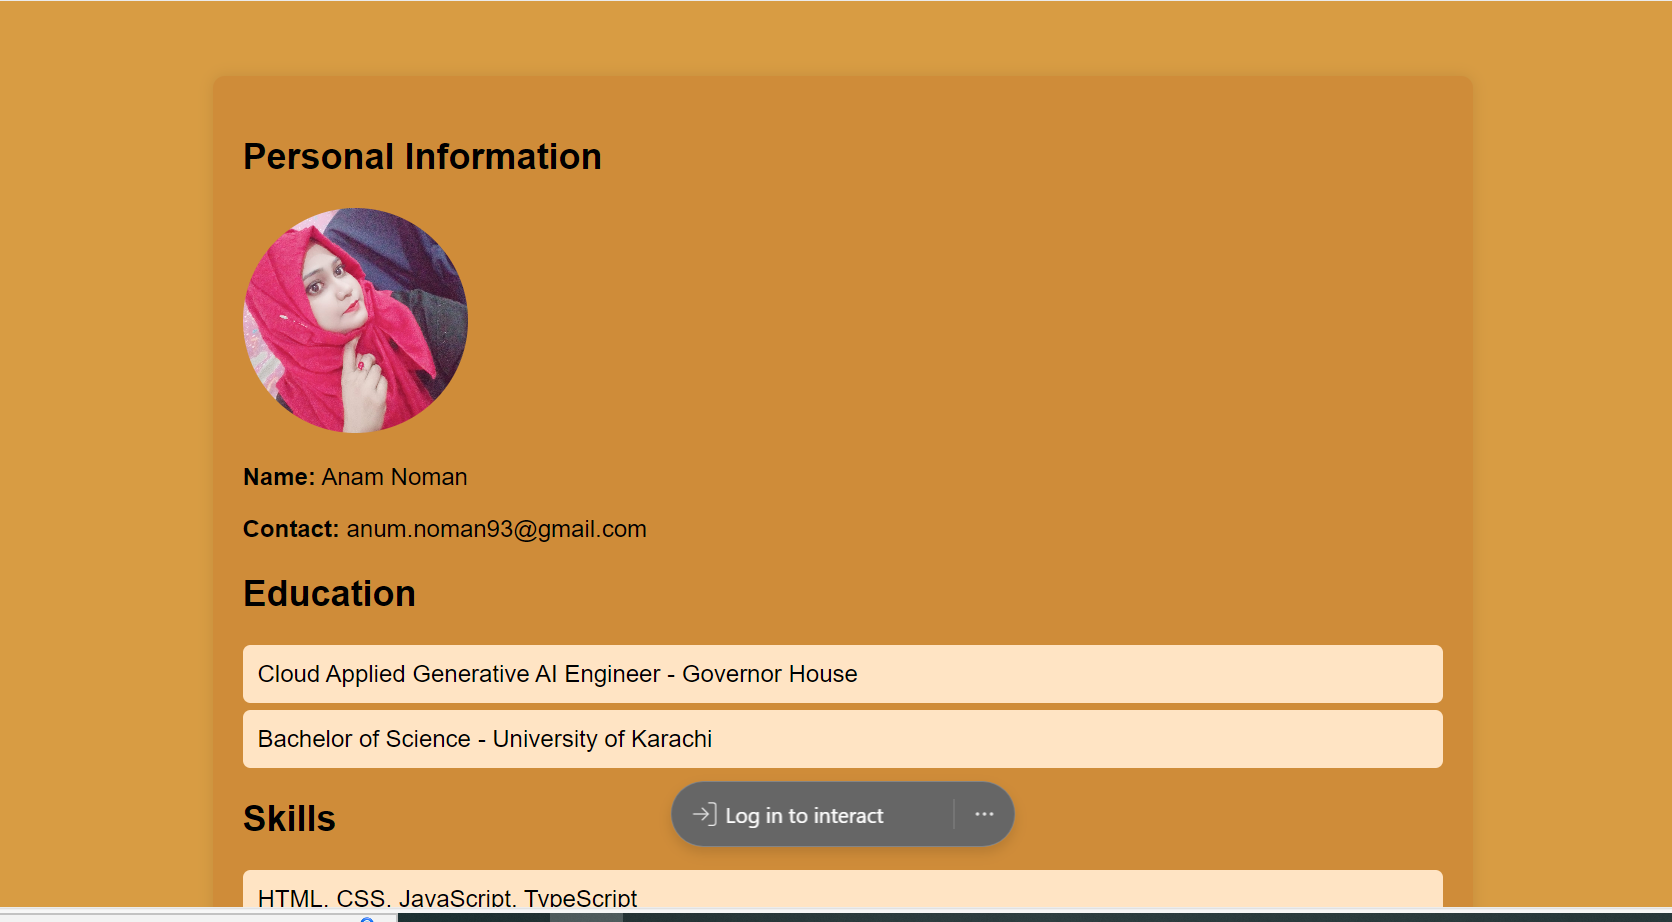 Personal Information
Name: Anam Noman
Contact: anum.noman93@gmail.com
Education
Cloud Applied Generative AI Engineer - Governor House
Bachelor of Science - University of Karachi
Skills
Log in to interact
HTML, CSS, JavaScript, TypeScript